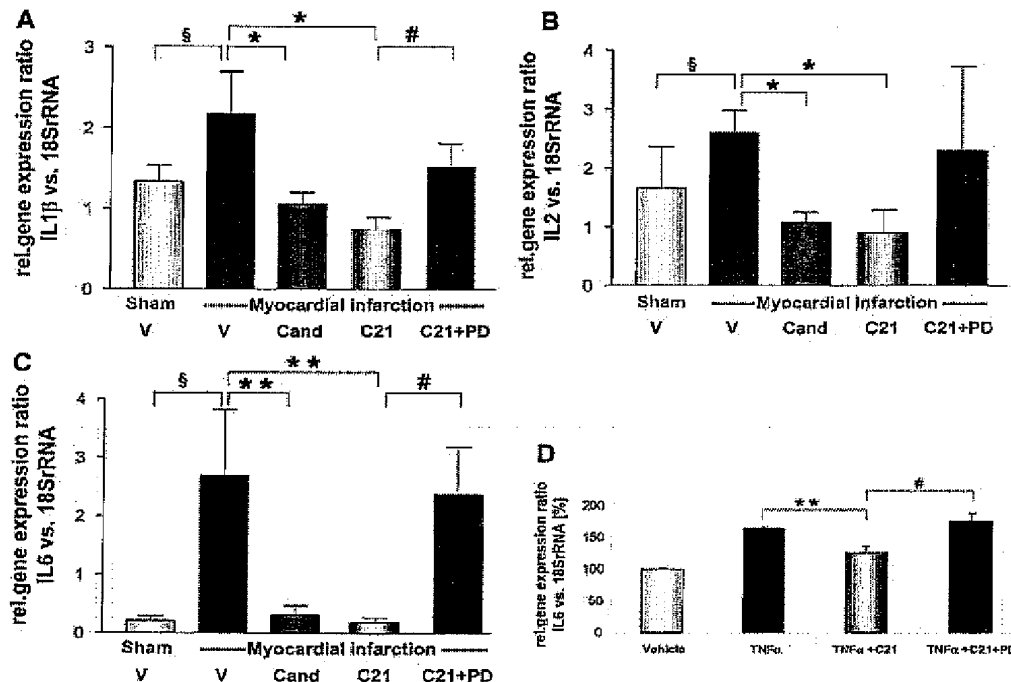 A
rel.gene expression ratio
IL1β vs. 18SrRNA
3
2
1
0
§
*
*
#
Sham
Myocardial infarction
V
V
Cand
C21
C21+PD
B
rel.gene expression ratio
IL2 vs. 18SrRNA
4
3
2
1
0
§
*
*
Sham
Myocardial infarction
V
V
Cand
C21
C21+PD
C
rel.gene expression ratio
IL6 vs. 18SrRNA
4
3
2
1
0
§
**
**
#
Sham
Myocardial infarction
V
V
Cand
C21
C21+PD
D
rel.gene expression ratio
IL6 vs. 18SrRNA [%]
200
150
100
50
0
**
#
Vehicle
TNFα
TNFα +C21
TNFα +C21+PD